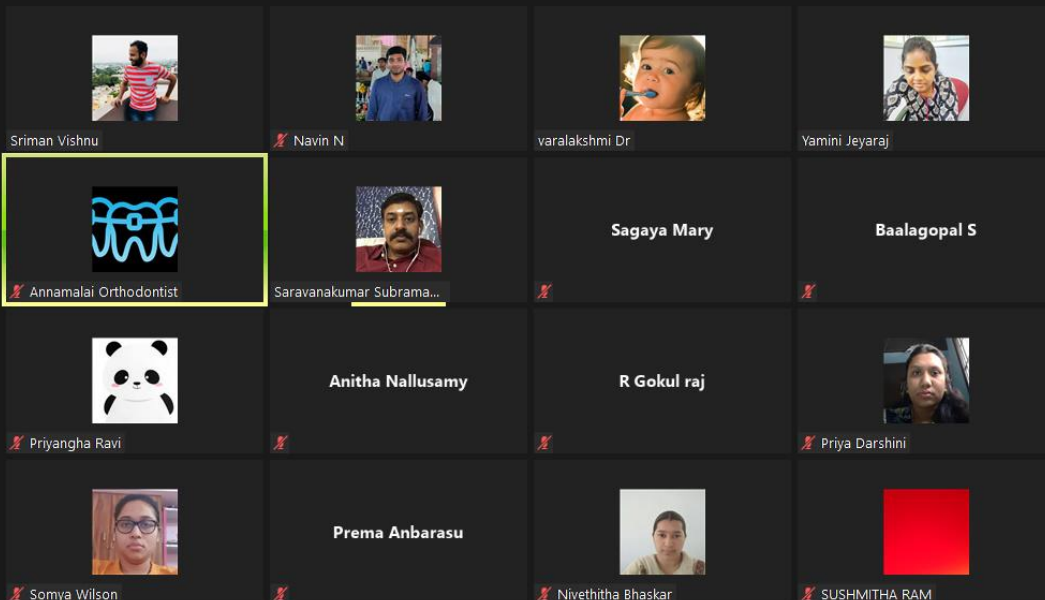 Sriman Vishnu
Navin N
varalakshmi Dr
Yamini Jeyaraj
Annamalai Orthodontist
Saravanakumar Subrama...
Sagaya Mary
Baalagopal S
Priyangha Ravi
Anitha Nallusamy
R Gokul raj
Priya Darshini
Somya Wilson
Prema Anbarasu
Nivethitha Bhaskar
SUSHMITHA RAM